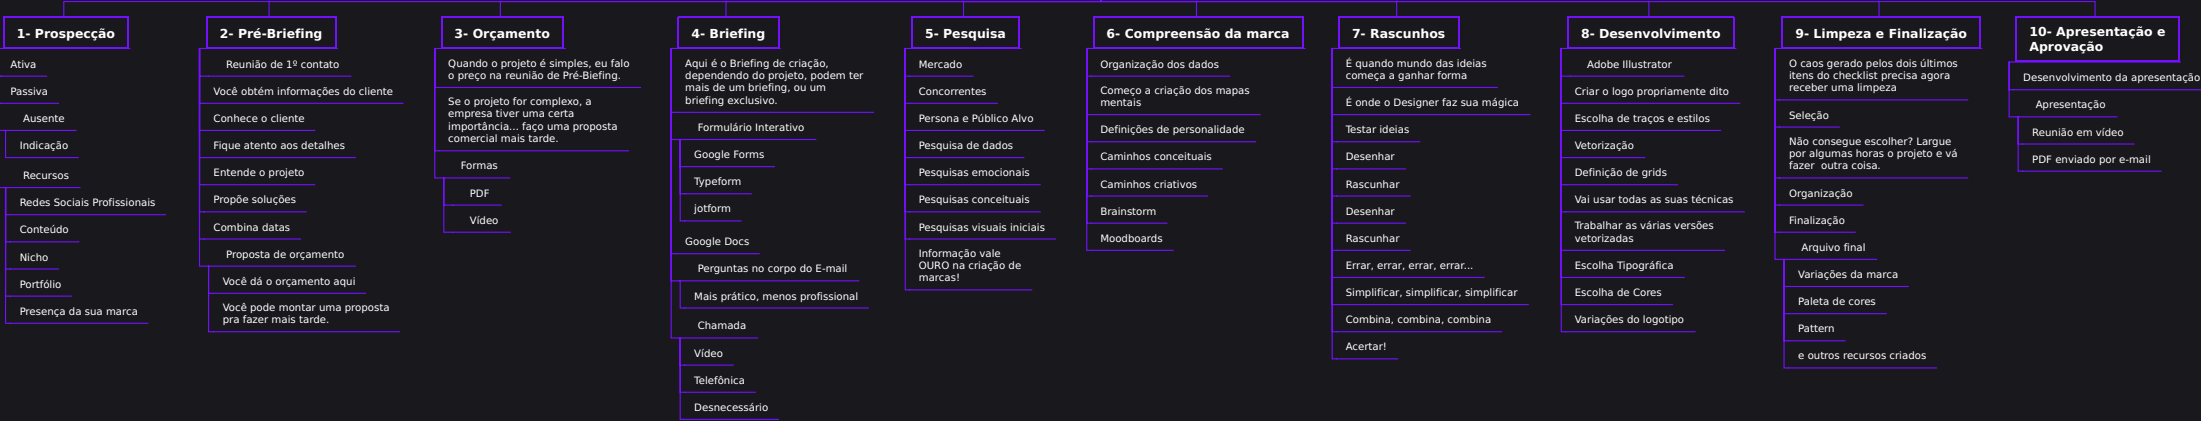 1- Prospecção
Ativa
Passiva
Ausente
Indicação
Recursos
Redes Sociais Profissionais
Conteúdo
Nicho
Portfólio
Presença da sua marca
2- Pré-Briefing
Reunião de 1º contato
Você obtém informações do cliente
Conhece o cliente
Fique atento aos detalhes
Entende o projeto
Propõe soluções
Combina datas
Proposta de orçamento
Você dá o orçamento aqui
Você pode montar uma proposta
pra fazer mais tarde.
3- Orçamento
Quando o projeto é simples, eu falo
o preço na reunião de Pré-Biefing.
Se o projeto for complexo, a
empresa tiver uma certa
importância... faço uma proposta
comercial mais tarde.
Formas
PDF
Vídeo
4- Briefing
Aqui é o Briefing de criação,
dependendo do projeto, podem ter
mais de um briefing, ou um
briefing exclusivo.
Formulário Interativo
Google Forms
Typeform
jotform
Google Docs
Perguntas no corpo do E-mail
Mais prático, menos profissional
Chamada
Vídeo
Telefônica
Desnecessário
5- Pesquisa
Mercado
Concorrentes
Persona e Público Alvo
Pesquisa de dados
Pesquisas emocionais
Pesquisas conceituais
Pesquisas visuais iniciais
Informação vale
OURO na criação de
marcas!
6- Compreensão da marca
Organização dos dados
Começo a criação dos mapas
mentais
Definições de personalidade
Caminhos conceituais
Caminhos criativos
Brainstorm
Moodboards
7- Rascunhos
É quando mundo das ideias
começa a ganhar forma
É onde o Designer faz sua mágica
Testar ideias
Desenhar
Rascunhar
Desenhar
Rascunhar
Errar, errar, errar, errar...
Simplificar, simplificar, simplificar
Combina, combina, combina
Acertar!
8- Desenvolvimento
Adobe Illustrator
Criar o logo propriamente dito
Escolha de traços e estilos
Vetorização
Definição de grids
Vai usar todas as suas técnicas
Trabalhar as várias versões
vetorizadas
Escolha Tipográfica
Escolha de Cores
Variações do logotipo
9- Limpeza e Finalização
O caos gerado pelos dois últimos
itens do checklist precisa agora
receber uma limpeza
Seleção
Não consegue escolher? Largue
por algumas horas o projeto e vá
fazer  outra coisa.
Organização
Finalização
Arquivo final
Variações da marca
Paleta de cores
Pattern
e outros recursos criados
10- Apresentação e
Aprovação
Desenvolvimento da apresentação
Apresentação
Reunião em vídeo
PDF enviado por e-mail